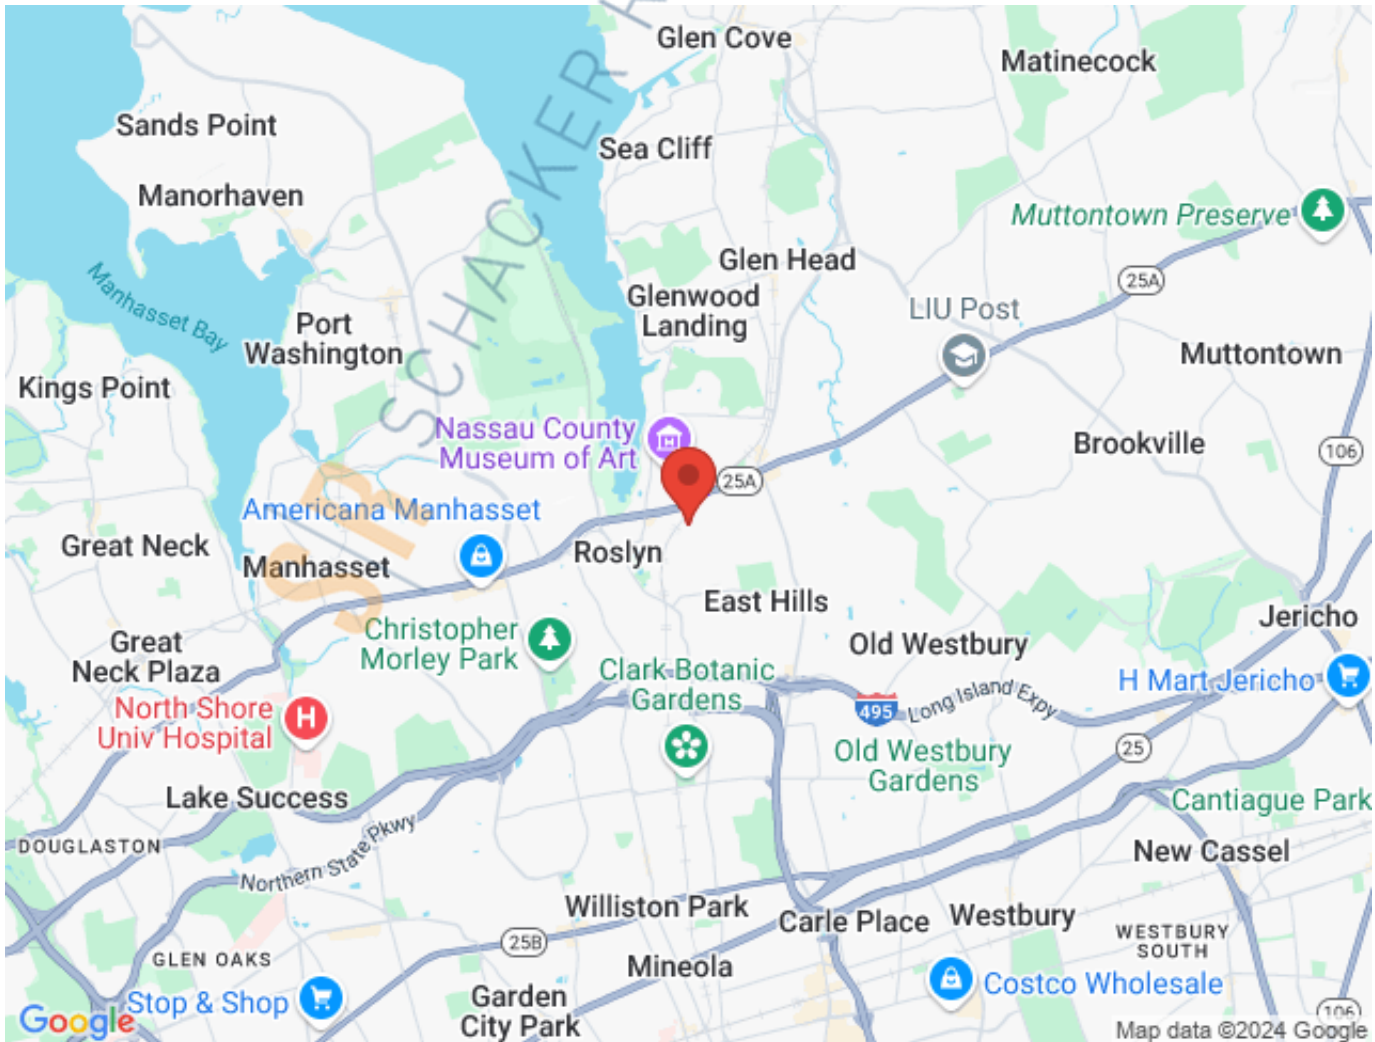 Glen Cove
Matinecock
Sands Point
Sea Cliff
Manorhaven
Muttontown Preserve
Glen Head
Manhasset Bay
25A
Glenwood
Landing
LIU Post
Port
Washington
Muttontown
Kings Point
Nassau County
Museum of Art
Brookville
106
25A
Americana Manhasset
Great Neck
Roslyn
Manhasset
East Hills
Jericho
Christopher
Morley Park
Great
Neck Plaza
Old Westbury
Clark Botanic
Gardens
H Mart Jericho
North Shore
Univ Hospital
H
495
Long Island Expy
25
Old Westbury
Gardens
Lake Success
Cantiague Park
DOUGLASTON
Northern State Pkwy
New Cassel
Williston Park
Carle Place
Westbury
25B
WESTBURY
SOUTH
GLEN OAKS
Mineola
Stop & Shop
Costco Wholesale
Garden
City Park
106
Google
Map data ©2024 Google
SIR
SCHACKER